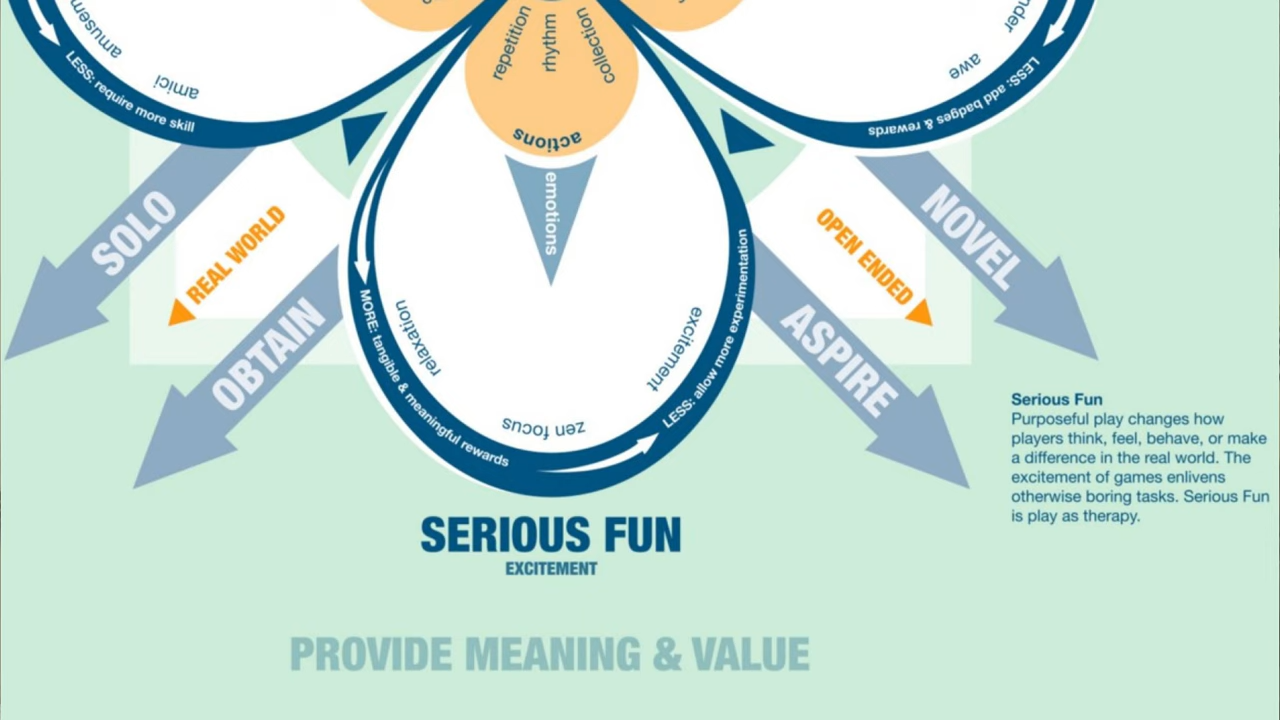 repetition
rhythm
collection
actions
emotions
amici
LESS: require more skill
awe
LESS: add badges & rewards
SOLO
REAL WORLD
OBTAIN
NOVEL
OPEN ENDED
ASPIRE
relaxation
zen focus
excitement
MORE: tangible & meaningful rewards
LESS: allow more experimentation
SERIOUS FUN
EXCITEMENT
PROVIDE MEANING & VALUE
Serious Fun
Purposeful play changes how
players think, feel, behave, or make
a difference in the real world. The
excitement of games enlivens
otherwise boring tasks. Serious Fun
is play as therapy.